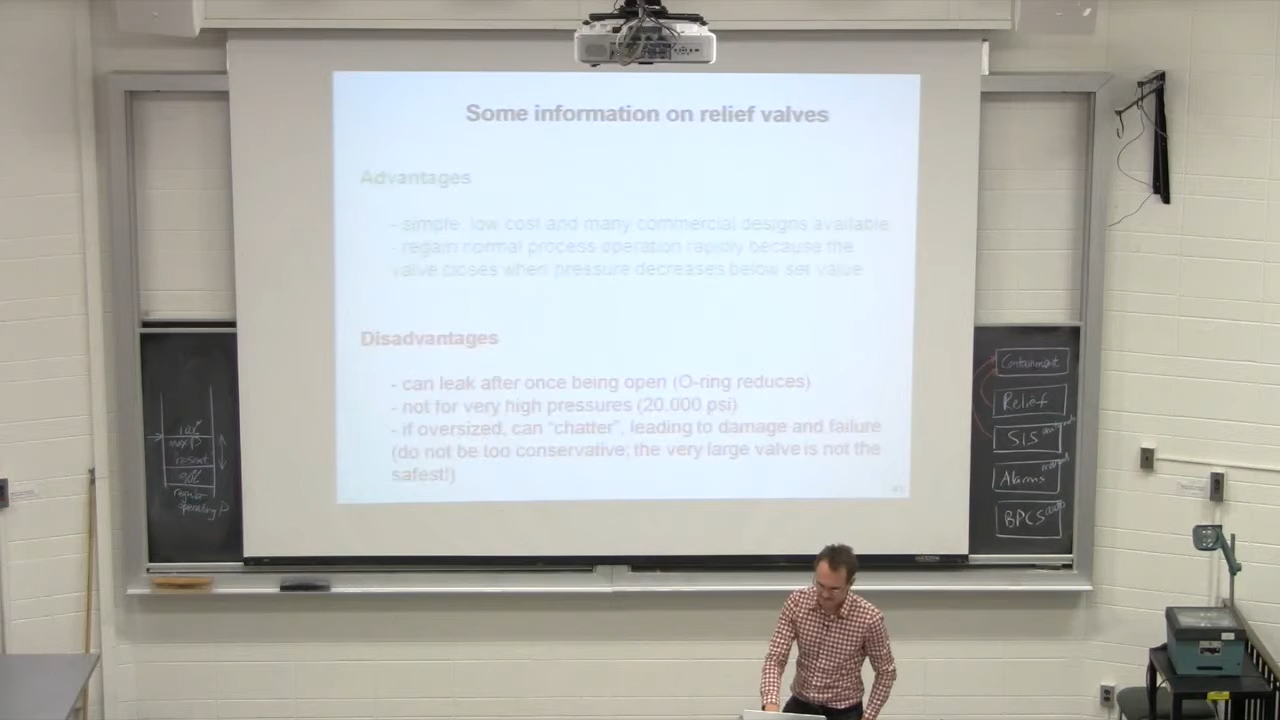 Some information on relief valves
Advantages
- simple, low cost and many commercial designs available
- regain normal process operation rapidly because the
valve closes when pressure decreases below set value
Disadvantages
- can leak after once being open (O-ring reduces)
- not for very high pressures (20.000 psi)
- if oversized, can “chatter”, leading to damage and failure
(do not be too conservative; the very large valve is not the
safest!)
max P
reset
regular
operating P
Containment
Relief
SIS
Alarms
BPCS